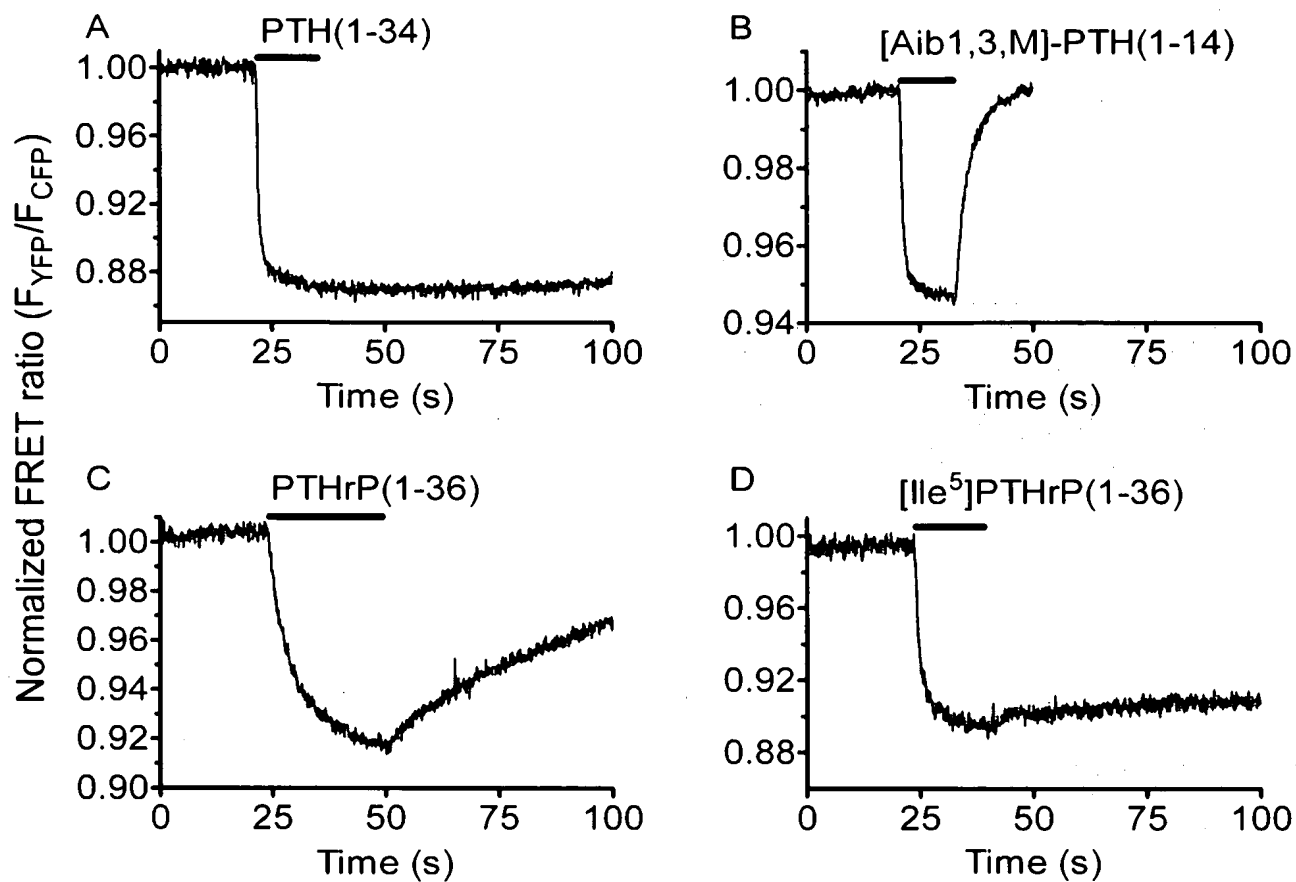 A
PTH(1-34)
1.00
0.96
0.92
0.88
0 25 50 75 100
Time (s)
B
[Aib1,3,M]-PTH(1-14)
1.00
0.98
0.96
0.94
0 25 50 75 100
Time (s)
Normalized FRET ratio (FYFP/FCFP)
C
PTHrP(1-36)
1.00
0.98
0.96
0.94
0.92
0.90
0 25 50 75 100
Time (s)
D
[Ile5]PTHrP(1-36)
1.00
0.96
0.92
0.88
0 25 50 75 100
Time (s)